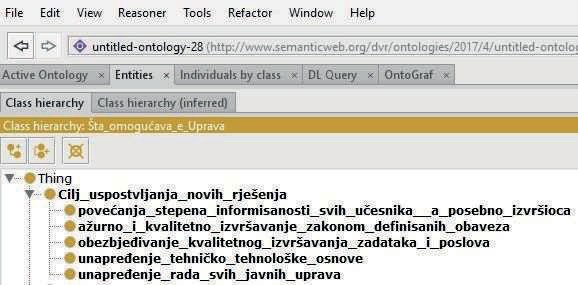 File Edit View Reasoner Tools Refactor Window Help
untitled-ontology-28 (http://www.semanticweb.org/dvr/ontologies/2017/4/untitled-ontolog
Active Ontology × Entities × Individuals by class × DL Query × OntoGraf ×
Class hierarchy Class hierarchy (inferred)
Class hierarchy: Šta_omogućava_e_Uprava
Thing
Cilj_uspostvljanja_novih_rješenja
povećanja_stepena_informisanosti_svih_učesnika__a_posebno_izvršioca
ažurno_i_kvalitetno_izvršavanje_zakonom_definisanih_obaveza
obezbjeđivanje_kvalitetnog_izvršavanja_zadataka_i_poslova
unapređenje_tehničko_tehnološke_osnove
unapređenje_rada_svih_javnih_uprava